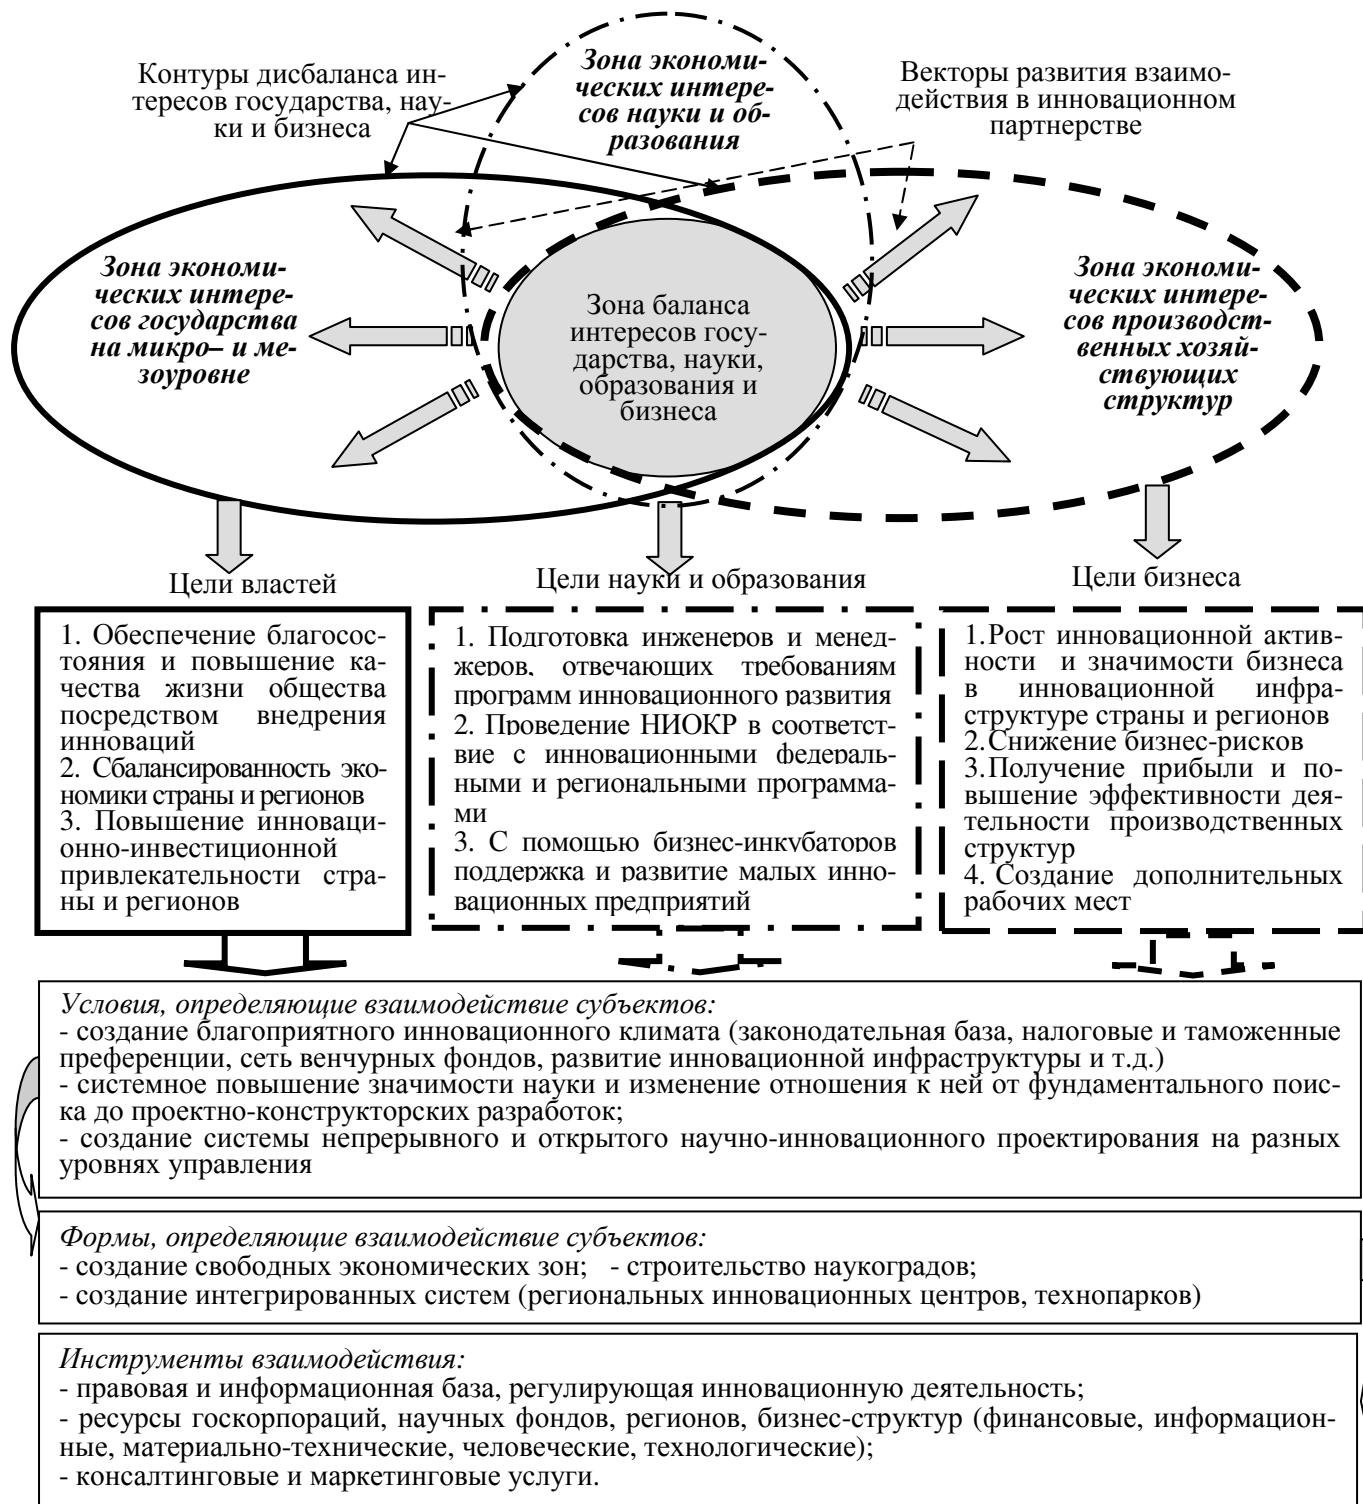 Контуры дисбаланса ин-
тересов государства, нау-
ки и бизнеса
Зона экономи-
ческих интере-
сов науки и об-
разования
Векторы развития взаимо-
действия в инновационном
партнерстве
Зона экономи-
ческих интере-
сов государства
на микро– и ме-
зоуровне
Зона баланса
интересов госу-
дарства, науки,
образования и
бизнеса
Зона экономи-
ческих интере-
сов производст-
венных хозяй-
ствующих
структур
Цели властей
Цели науки и образования
Цели бизнеса
1. Обеспечение благосос-
тояния и повышение ка-
чества жизни общества
посредством внедрения
инноваций
2. Сбалансированность эко-
номики страны и регионов
3. Повышение инноваци-
онно-инвестиционной
привлекательности стра-
ны и регионов
1. Подготовка инженеров и менед-
жеров, отвечающих требованиям
программ инновационного развития
2. Проведение НИОКР в соответст-
вие с инновационными федераль-
ными и региональными программа-
ми
3. С помощью бизнес-инкубаторов
поддержка и развитие малых инно-
вационных предприятий
1.Рост инновационной актив-
ности и значимости бизнеса
в инновационной инфра-
структуре страны и регионов
2.Снижение бизнес-рисков
3.Получение прибыли и по-
вышение эффективности дея-
тельности производственных
структур
4. Создание дополнительных
рабочих мест
Условия, определяющие взаимодействие субъектов:
- создание благоприятного инновационного климата (законодательная база, налоговые и таможенные
преференции, сеть венчурных фондов, развитие инновационной инфраструктуры и т.д.)
- системное повышение значимости науки и изменение отношения к ней от фундаментального поис-
ка до проектно-конструкторских разработок;
- создание системы непрерывного и открытого научно-инновационного проектирования на разных
уровнях управления
Формы, определяющие взаимодействие субъектов:
- создание свободных экономических зон; - строительство наукоградов;
- создание интегрированных систем (региональных инновационных центров, технопарков)
Инструменты взаимодействия:
- правовая и информационная база, регулирующая инновационную деятельность;
- ресурсы госкорпораций, научных фондов, регионов, бизнес-структур (финансовые, информацион-
ные, материально-технические, человеческие, технологические);
- консалтинговые и маркетинговые услуги.